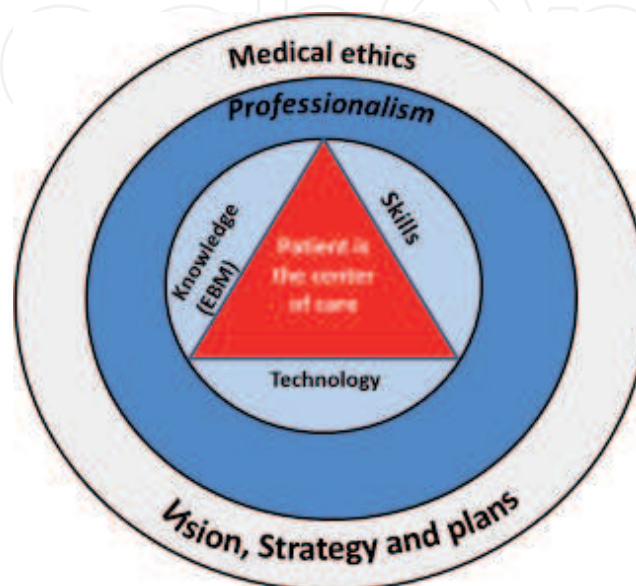 Medical ethics
Professionalism
Knowledge
(EBM)
Skills
Patient is
the center
of care
Technology
Vision, Strategy and plans